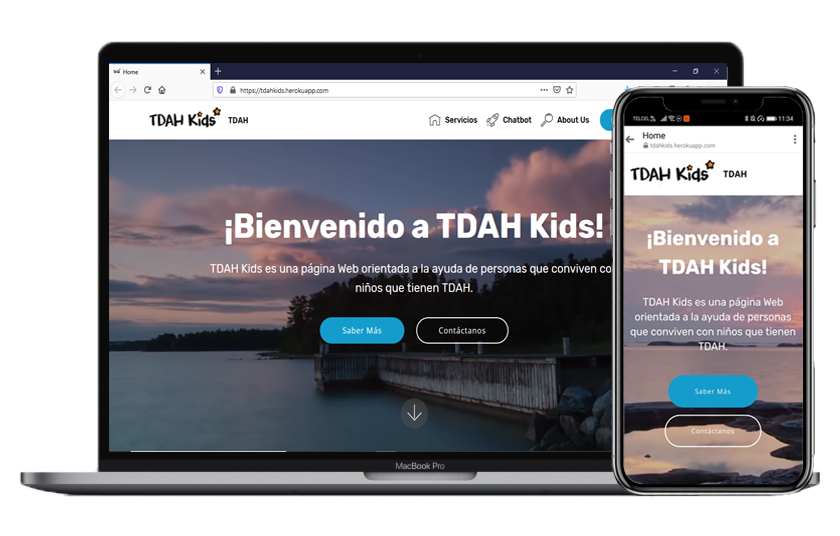 Home
https://tdahkids.herokuapp.com
TDAH Kids TDAH Servicios Chatbot About Us
¡Bienvenido a TDAH Kids!
TDAH Kids es una página Web orientada a la ayuda de personas que conviven co
niños que tienen TDAH.
Saber Más Contáctanos
MacBook Pro
TELCEL 11:34
Home
tdahkids.herokuapp.com
TDAH Kids TDAH
¡Bienvenido a
TDAH Kids!
TDAH Kids es una página Web
orientada a la ayuda de personas
que conviven con niños que tienen
TDAH.
Saber Más
Contáctanos